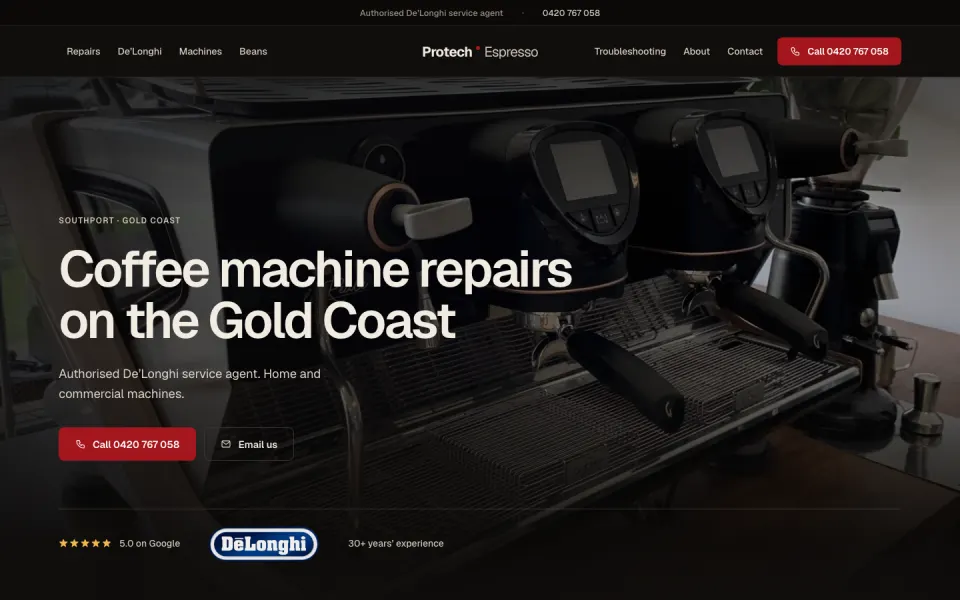 Authorised De'Longhi service agent · 0420 767 058
Repairs De'Longhi Machines Beans Protech Espresso Troubleshooting About Contact Call 0420 767 058
SOUTHPORT · GOLD COAST
Coffee machine repairs
on the Gold Coast
Authorised De'Longhi service agent. Home and
commercial machines.
Call 0420 767 058 Email us
5.0 on Google DeLonghi 30+ years' experience